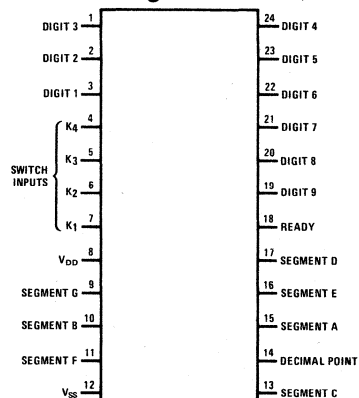 DIGIT 3 1
DIGIT 2 2
DIGIT 1 3
K4 4
K3 5
SWITCH INPUTS
K2 6
K1 7
VDD 8
SEGMENT G 9
SEGMENT B 10
SEGMENT F 11
VSS 12
24 DIGIT 4
23 DIGIT 5
22 DIGIT 6
21 DIGIT 7
20 DIGIT 8
19 DIGIT 9
18 READY
17 SEGMENT D
16 SEGMENT E
15 SEGMENT A
14 DECIMAL POINT
13 SEGMENT C